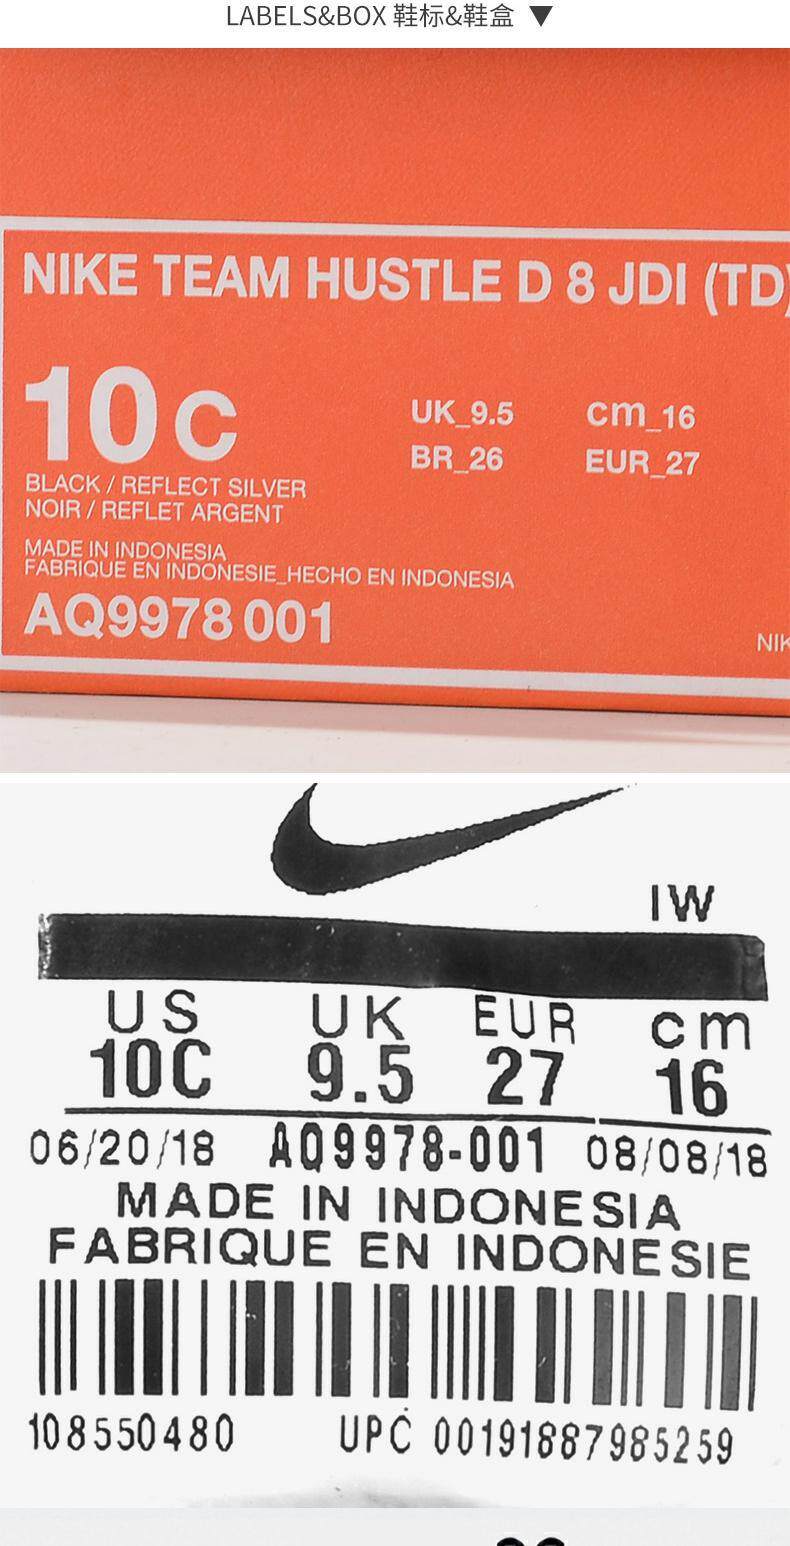 LABELS&BOX 鞋标&鞋盒 ▼
NIKE TEAM HUSTLE D 8 JDI (TD)
10 C
UK_9.5 cm_16
BR_26 EUR_27
BLACK / REFLECT SILVER
NOIR / REFLET ARGENT
MADE IN INDONESIA
FABRIQUE EN INDONESIE_HECHO EN INDONESIA
AQ9978 001
NIK
IW
US UK EUR cm
10C 9.5 27 16
06/20/18 AQ9978-001 08/08/18
MADE IN INDONESIA
FABRIQUE EN INDONESIE
108550480 UPC 00191887985259